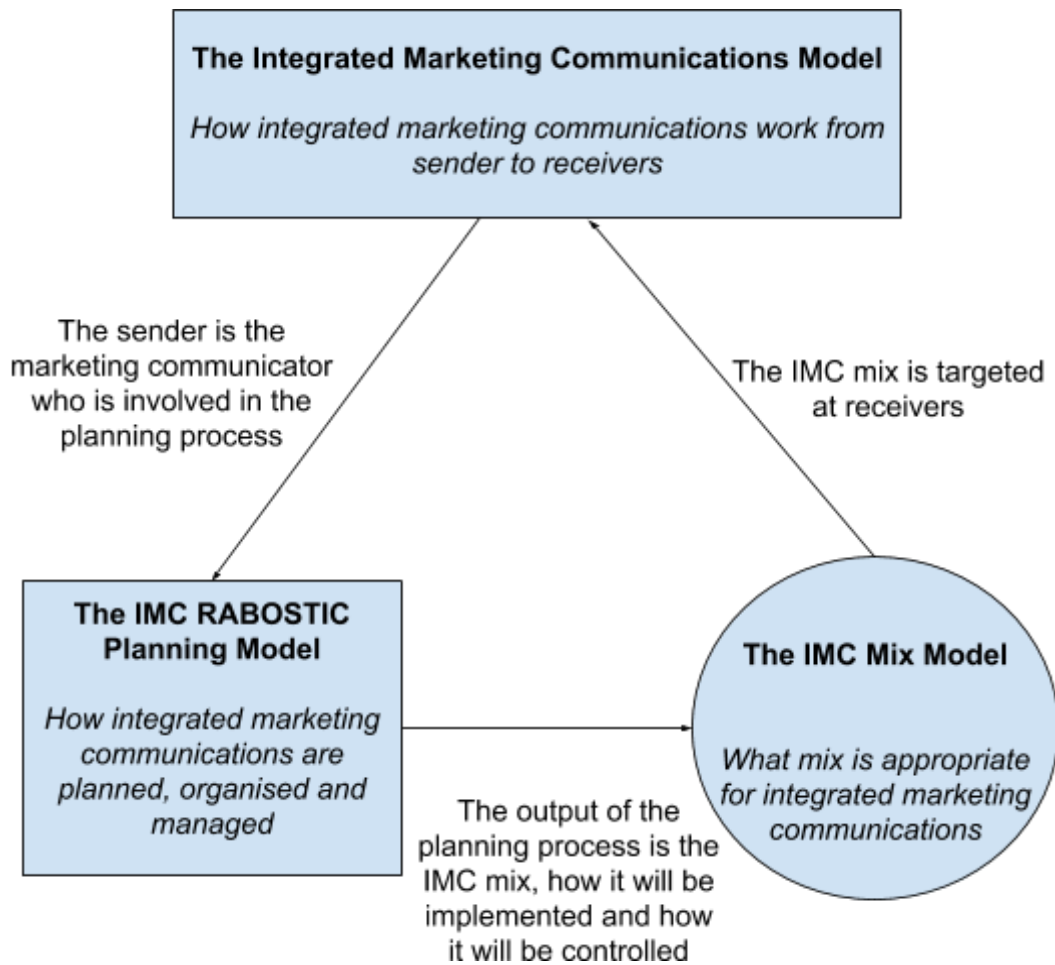 The Integrated Marketing Communications Model
How integrated marketing communications work from
sender to receivers
The sender is the
marketing communicator
who is involved in the
planning process
The IMC mix is targeted
at receivers
The IMC RABOSTIC
Planning Model
How integrated marketing
communications are
planned, organised and
managed
The output of the
planning process is the
IMC mix, how it will be
implemented and how
it will be controlled
The IMC Mix Model
What mix is appropriate
for integrated marketing
communications